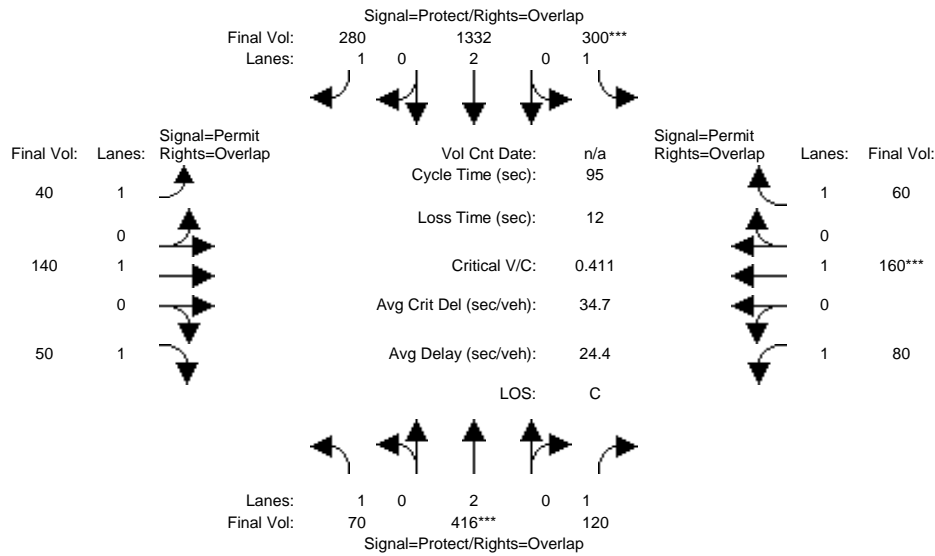 Signal=Protect/Rights=Overlap
Final Vol: 280 1332 300***
Lanes: 1 0 2 0 1
Signal=Permit
Final Vol: Lanes: Rights=Overlap
Vol Cnt Date: n/a
Signal=Permit
Rights=Overlap Lanes: Final Vol:
Cycle Time (sec): 95
40 1
1 60
Loss Time (sec): 12
0
0
140 1
Critical V/C: 0.411
1 160***
0
Avg Crit Del (sec/veh): 34.7
0
50 1
Avg Delay (sec/veh): 24.4
1 80
LOS: C
Lanes: 1 0 2 0 1
Final Vol: 70 416*** 120
Signal=Protect/Rights=Overlap